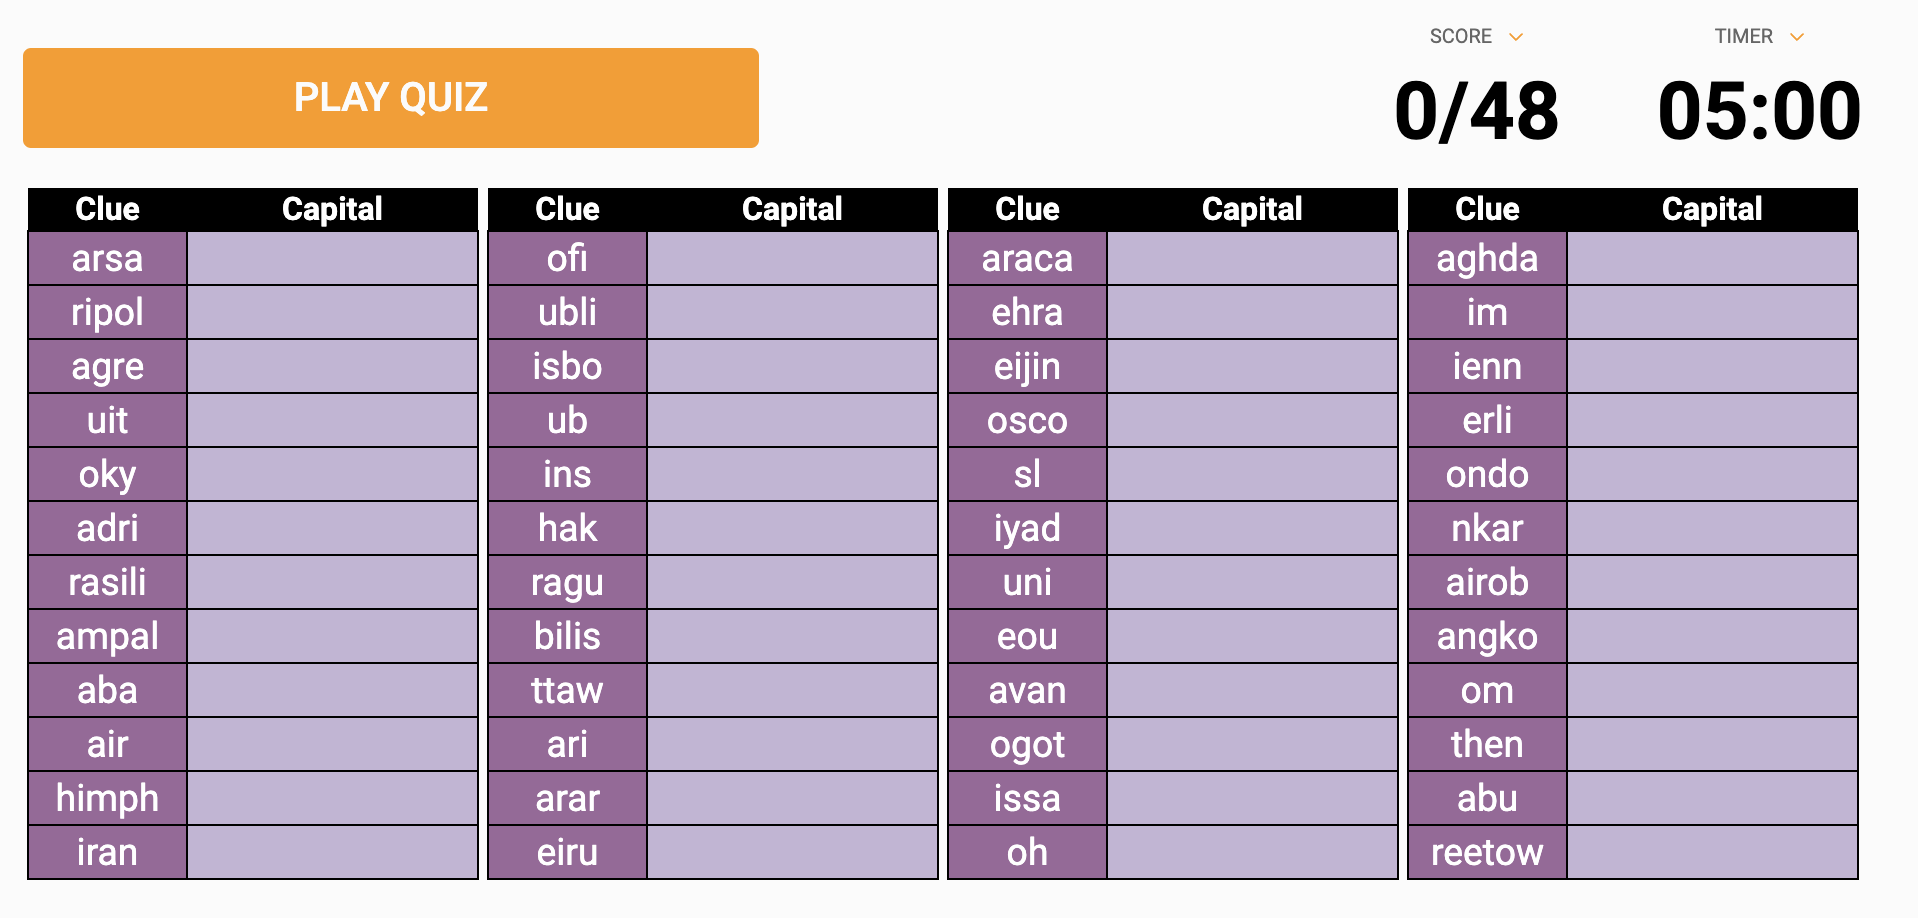 SCORE TIMER
PLAY QUIZ 0/48 05:00
Clue Capital Clue Capital Clue Capital Clue Capital
arsa ofi araca aghda
ripol ubli ehra im
agre isbo eijin ienn
uit ub osco erli
oky ins sl ondo
adri hak iyad nkar
rasili ragu uni airob
ampal bilis eou angko
aba ttaw avan om
air ari ogot then
himph arar issa abu
iran eiru oh reetow